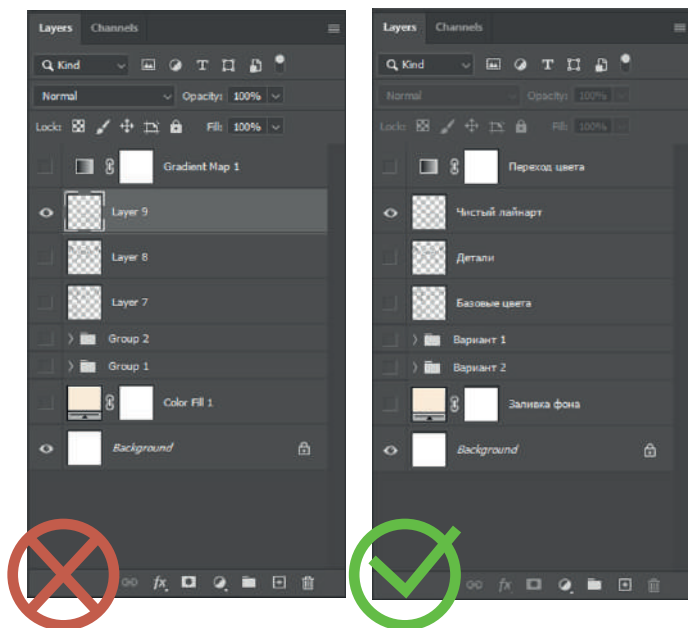 Layers Channels
Kind
Normal Opacity: 100%
Lock: Fill: 100%
Gradient Map 1
Layer 9
Layer 8
Layer 7
Group 2
Group 1
Color Fill 1
Background
fx
Layers Channels
Kind
Normal Opacity: 100%
Lock: Fill: 100%
Переход цвета
Чистый лайнарт
Детали
Базовые цвета
Вариант 1
Вариант 2
Заливка фона
Background
fx